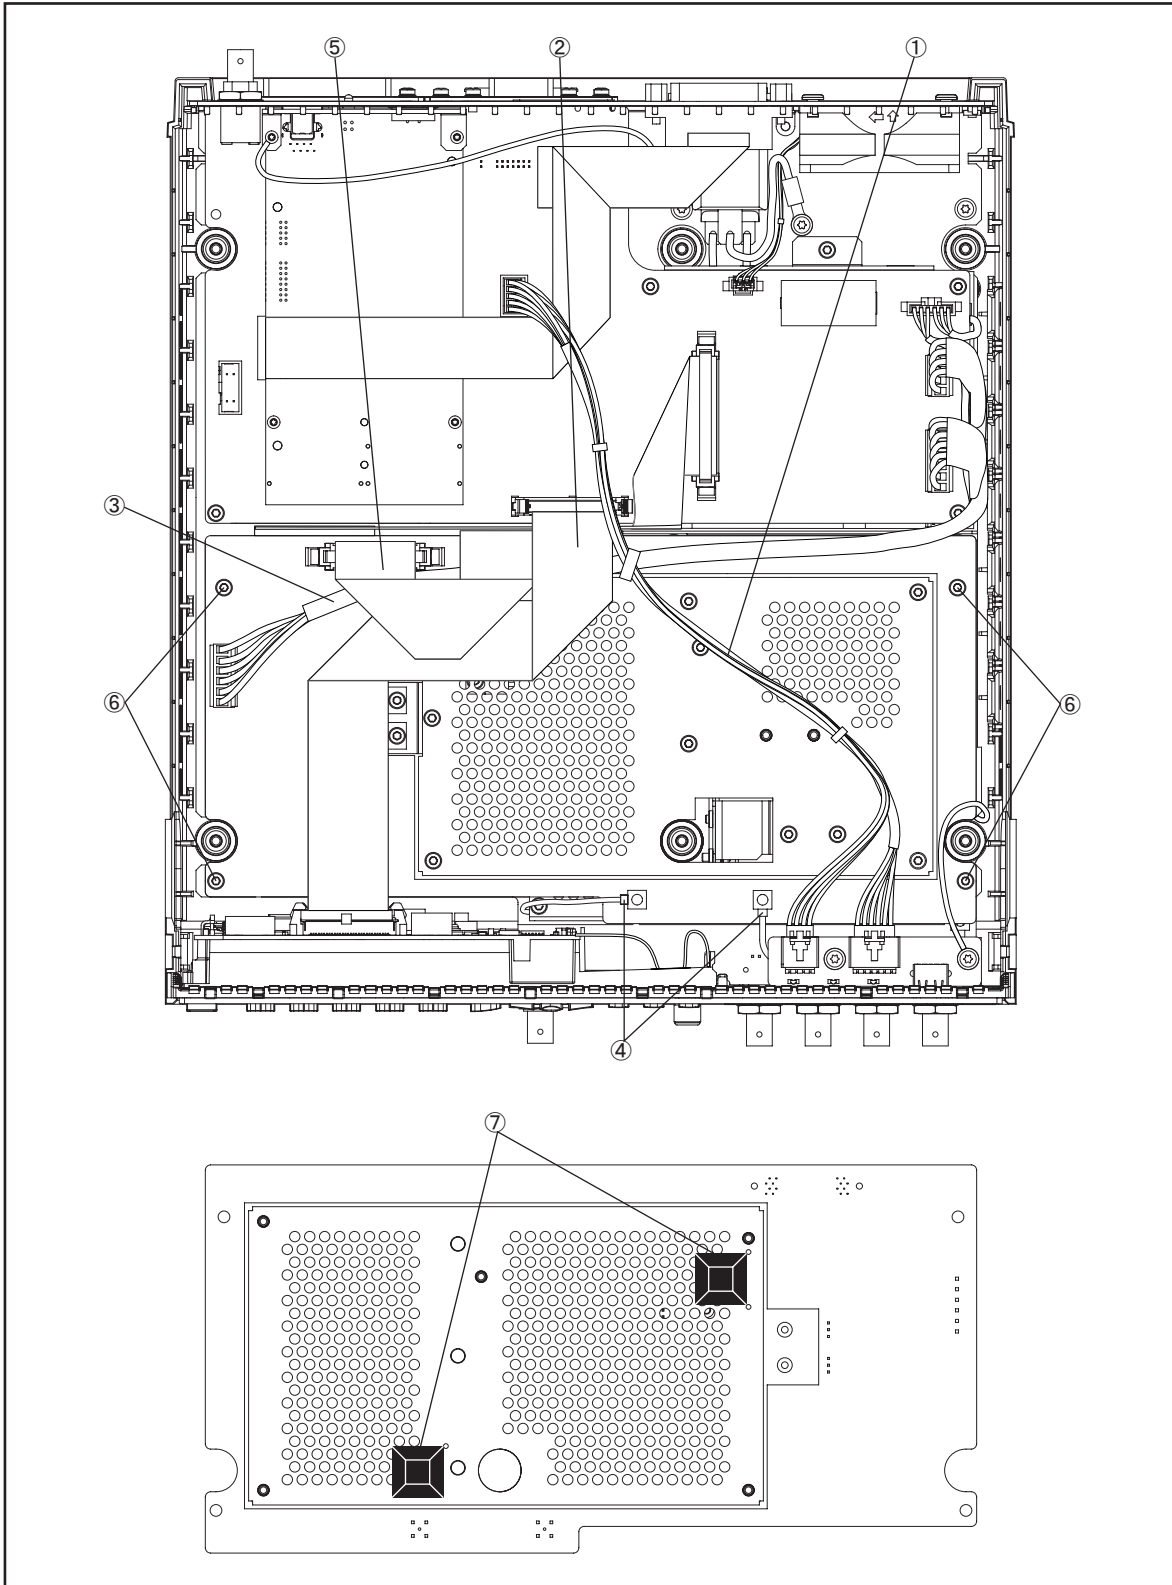 ⑤ ② ①
③
⑥ ⑥
④
⑦